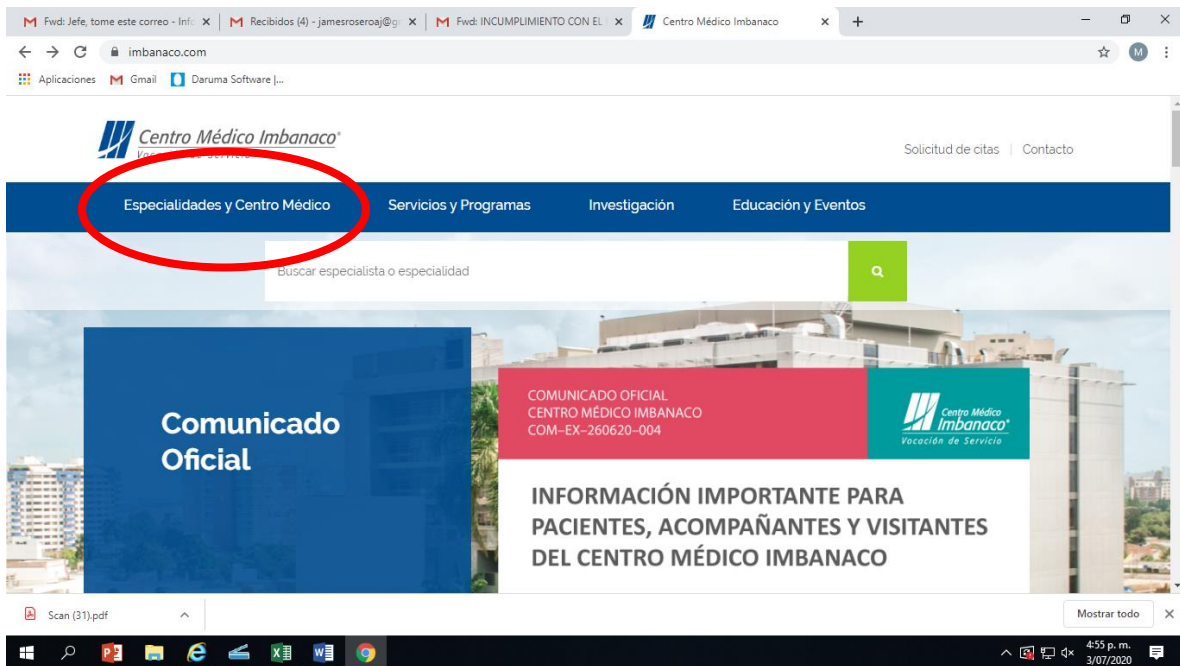 Fwd: Jefe, tome este correo - Info
Recibidos (4) - jamesroseroaj@g
Fwd: INCUMPLIMIENTO CON EL
Centro Médico Imbanaco
imbanaco.com
M
Aplicaciones
Gmail
Daruma Software |...
Centro Médico Imbanaco®
Vocación de Servicio
Solicitud de citas | Contacto
Especialidades y Centro Médico
Servicios y Programas
Investigación
Educación y Eventos
Buscar especialista o especialidad
Comunicado
Oficial
COMUNICADO OFICIAL
CENTRO MÉDICO IMBANACO
COM–EX–260620–004
Centro Médico
Imbanaco®
Vocación de Servicio
INFORMACIÓN IMPORTANTE PARA
PACIENTES, ACOMPAÑANTES Y VISITANTES
DEL CENTRO MÉDICO IMBANACO
Scan (31).pdf
Mostrar todo
4:55 p. m.
3/07/2020